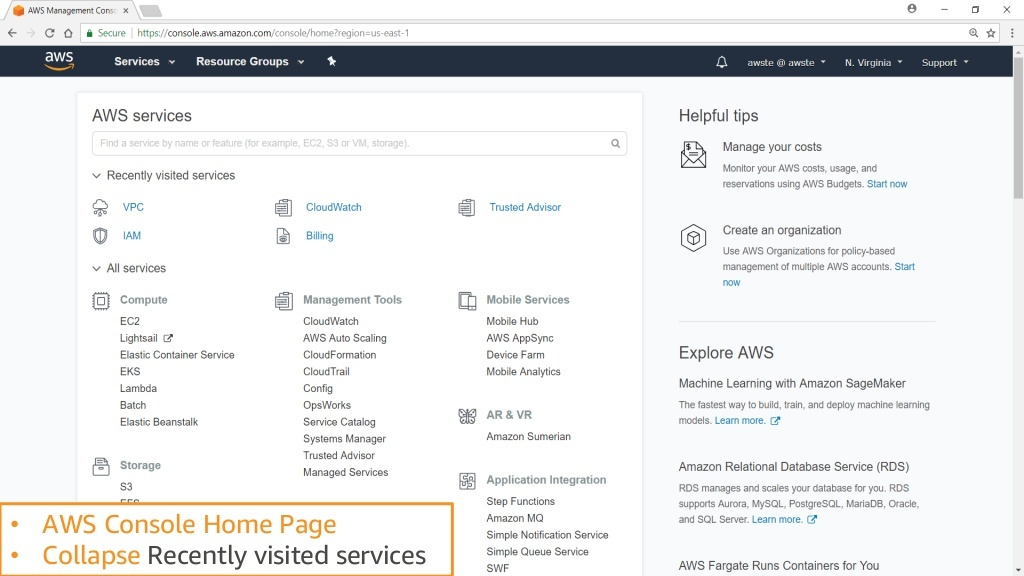 AWS Management Conso
Secure
https://console.aws.amazon.com/console/home?region=us-east-1
aws
Services
Resource Groups
awste @ awste
N. Virginia
Support
AWS services
Find a service by name or feature (for example, EC2, S3 or VM, storage).
Recently visited services
VPC
CloudWatch
Trusted Advisor
IAM
Billing
All services
Compute
EC2
Lightsail
Elastic Container Service
EKS
Lambda
Batch
Elastic Beanstalk
Storage
S3
EFS
Management Tools
CloudWatch
AWS Auto Scaling
CloudFormation
CloudTrail
Config
OpsWorks
Service Catalog
Systems Manager
Trusted Advisor
Managed Services
Mobile Services
Mobile Hub
AWS AppSync
Device Farm
Mobile Analytics
AR & VR
Amazon Sumerian
Application Integration
Step Functions
Amazon MQ
Simple Notification Service
Simple Queue Service
SWF
Helpful tips
Manage your costs
Monitor your AWS costs, usage, and
reservations using AWS Budgets. Start now
Create an organization
Use AWS Organizations for policy-based
management of multiple AWS accounts. Start
now
Explore AWS
Machine Learning with Amazon SageMaker
The fastest way to build, train, and deploy machine learning
models. Learn more.
Amazon Relational Database Service (RDS)
RDS manages and scales your database for you. RDS
supports Aurora, MySQL, PostgreSQL, MariaDB, Oracle,
and SQL Server. Learn more.
AWS Fargate Runs Containers for You
• AWS Console Home Page
• Collapse Recently visited services